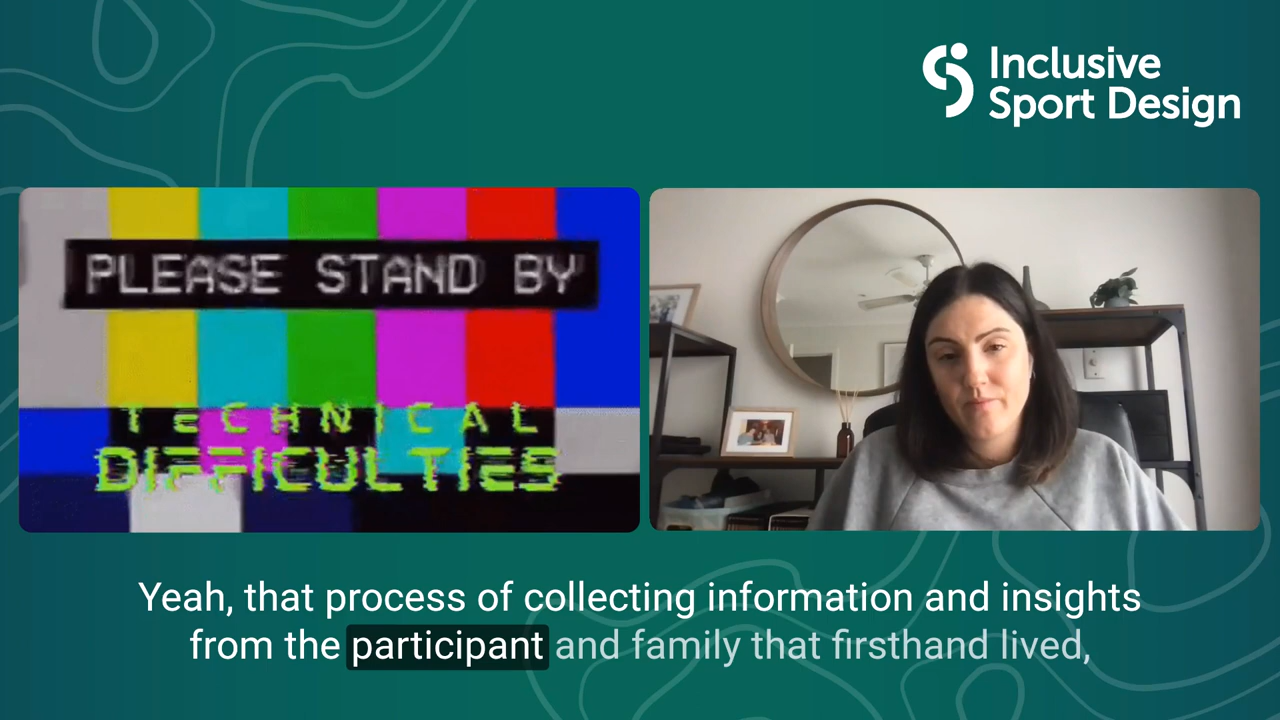 Inclusive
Sport Design
PLEASE STAND BY
TECHNICAL
DIFFICULTIES
Yeah, that process of collecting information and insights
from the participant and family that firsthand lived,